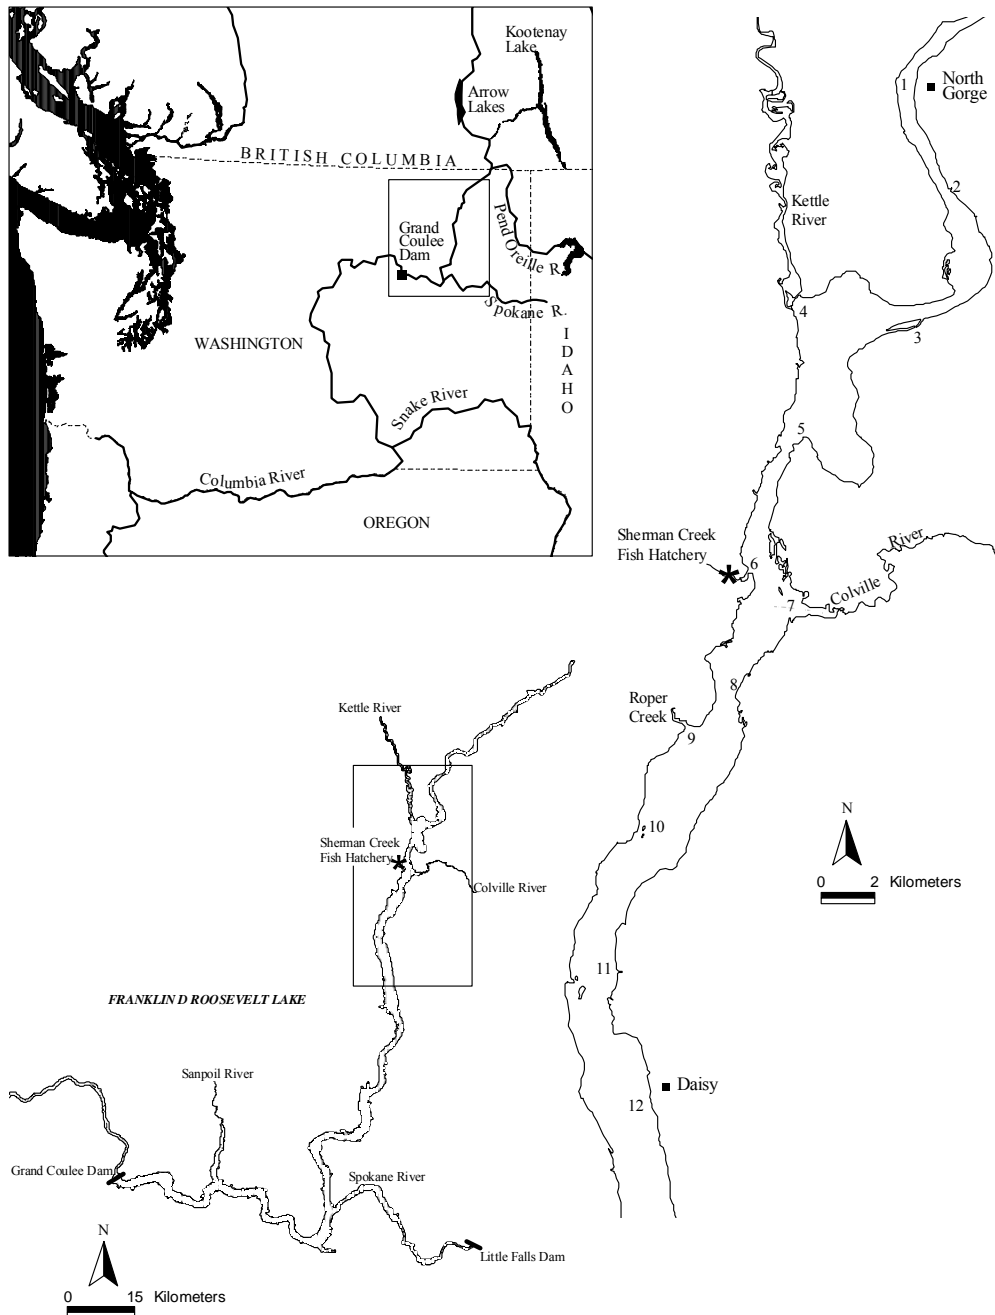 Kootenay
Lake
Arrow
Lakes
BRITISH COLUMBIA
Grand
Coulee
Dam
Pend Oreille R.
Spokane R.
WASHINGTON
I
D
A
H
O
Snake River
Columbia River
OREGON
1
North
Gorge
2
Kettle
River
4
3
5
Sherman Creek
Fish Hatchery
6
Colville River
7
8
Roper
Creek
9
10
N
0 2 Kilometers
11
Daisy
12
Kettle River
Sherman Creek
Fish Hatchery
Colville River
FRANKLIN D ROOSEVELT LAKE
Sanpoil River
Grand Coulee Dam
Spokane River
Little Falls Dam
N
0 15 Kilometers